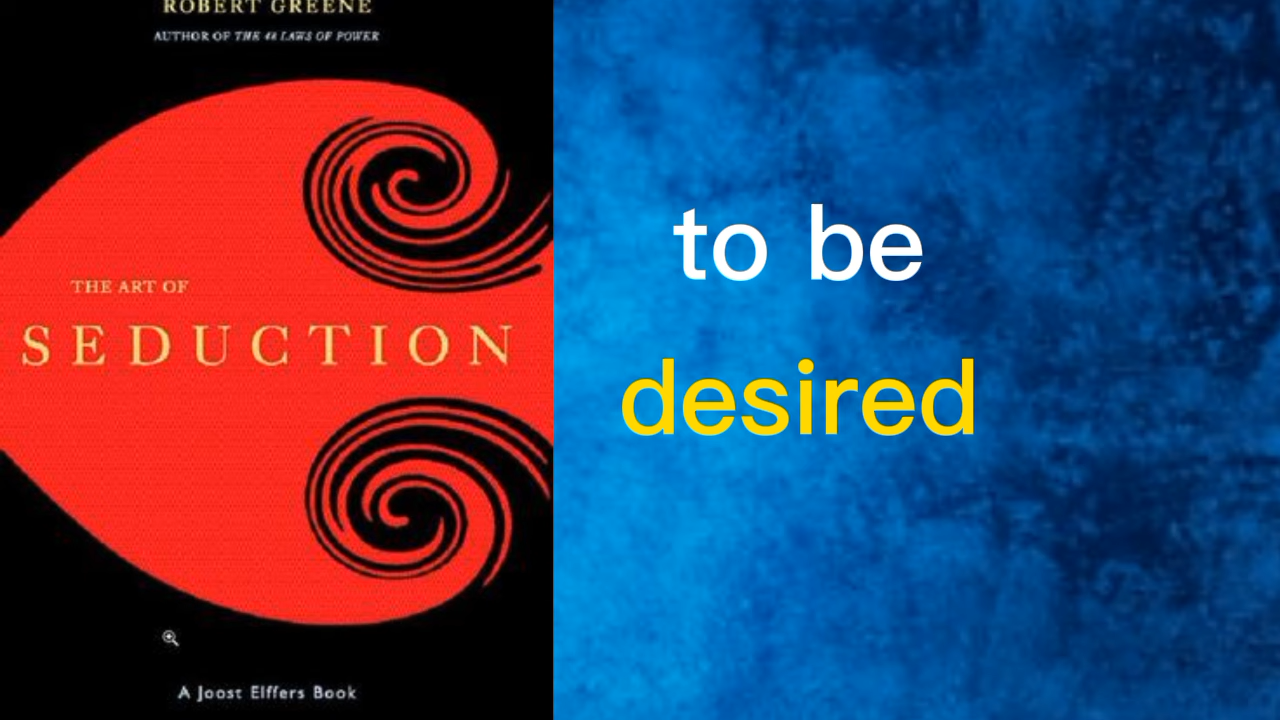 ROBERT GREENE
AUTHOR OF THE 48 LAWS OF POWER
THE ART OF
SEDUCTION
A Joost Elffers Book
to be
desired